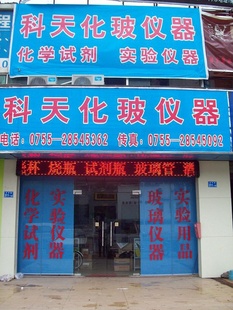 科天化玻仪器
化学试剂 实验仪器
科天化玻仪器
电话：0755-28545362 传真：0755-28545082
杯 烧瓶 试剂瓶 玻璃管
化学试剂
实验仪器
玻璃仪器
实验用品